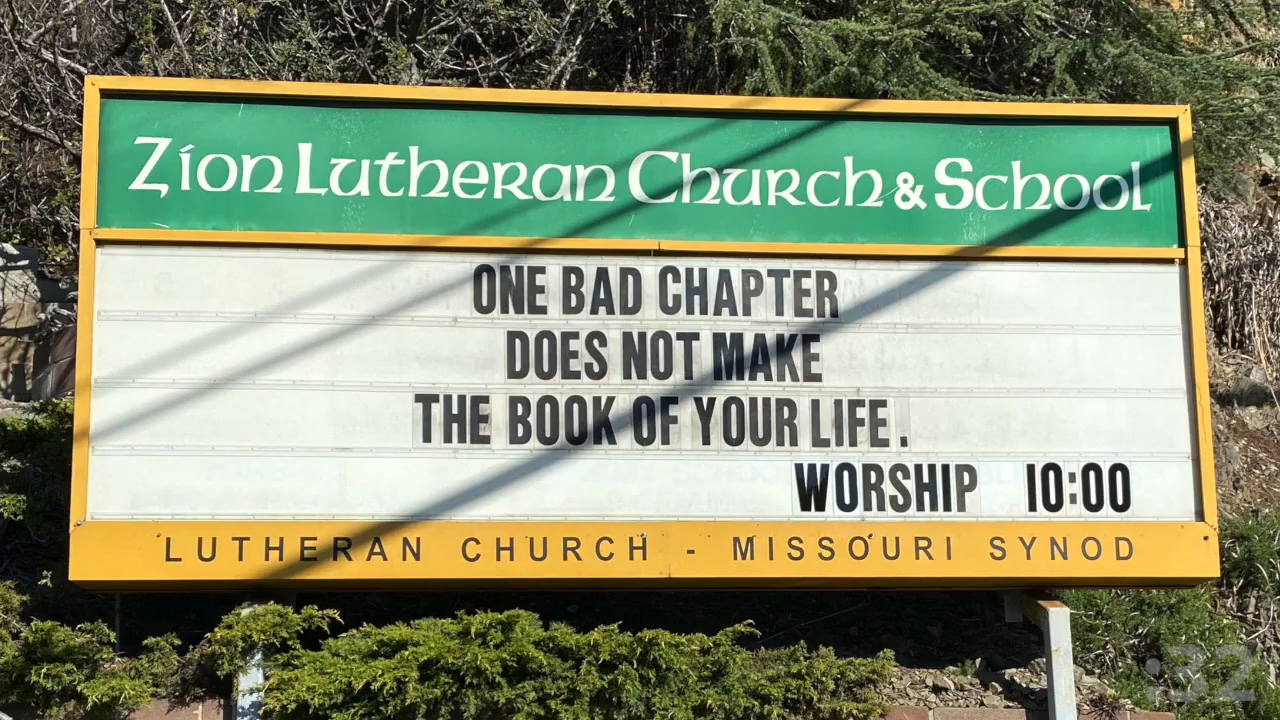 Zion Lutheran Church & School
ONE BAD CHAPTER
DOES NOT MAKE
THE BOOK OF YOUR LIFE.
WORSHIP 10:00
LUTHERAN CHURCH - MISSOURI SYNOD
:32